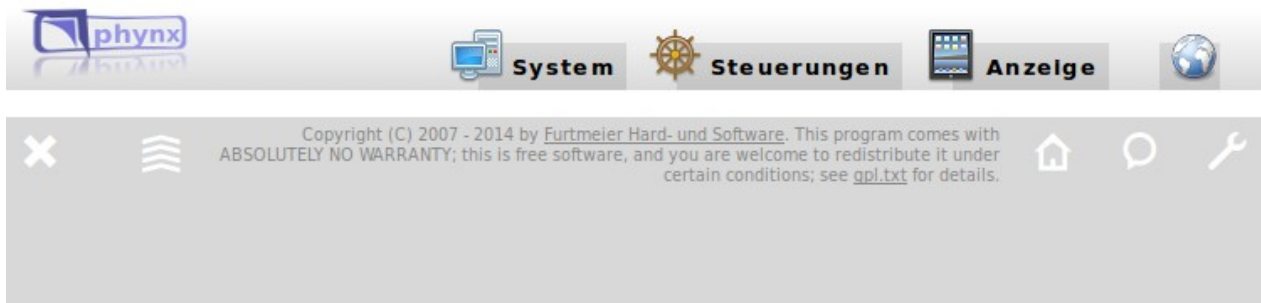 phynx
System
Steuerungen
Anzeige
Copyright (C) 2007 - 2014 by Furtmeier Hard- und Software. This program comes with
ABSOLUTELY NO WARRANTY; this is free software, and you are welcome to redistribute it under
certain conditions; see gpl.txt for details.